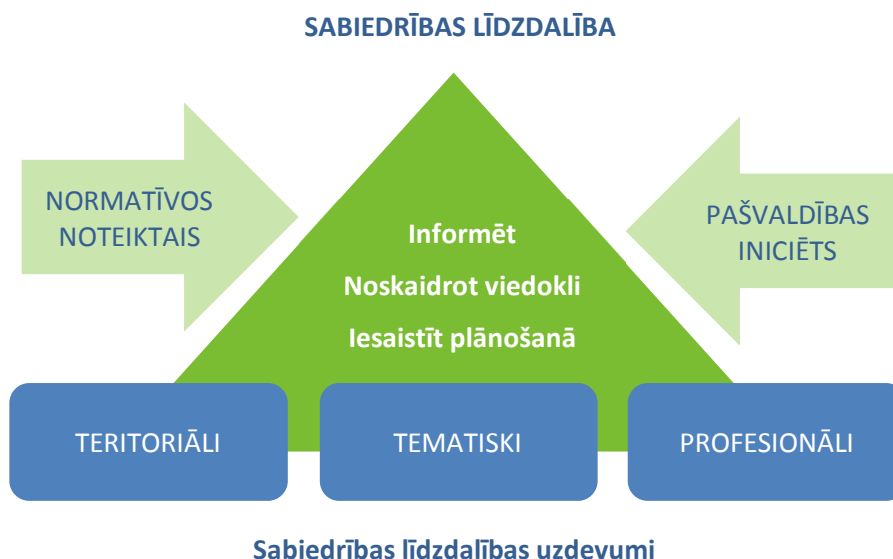 SABIEDRĪBAS LĪDZDALĪBA
NORMATĪVOS
NOTEIKTAIS
Informēt
Noskaidrot viedokli
Iesaistīt plānošanā
PAŠVALDĪBAS
INICIĒTS
TERITORIĀLI
TEMATISKI
PROFESIONĀLI
Sabiedrības līdzdalības uzdevumi